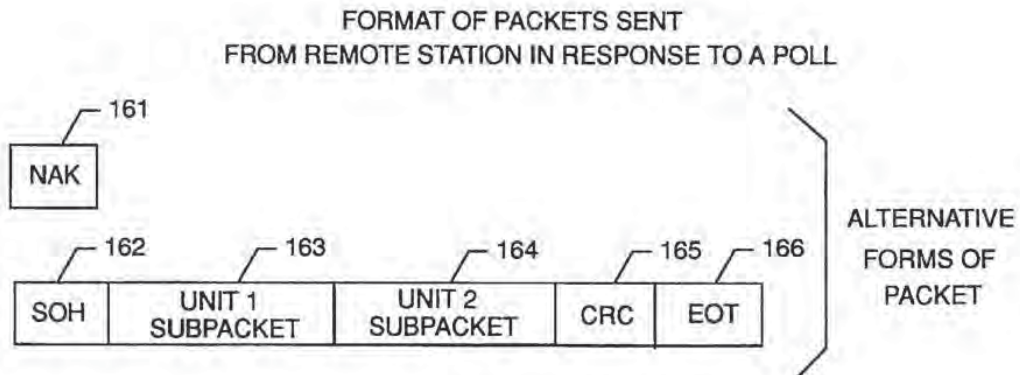 FORMAT OF PACKETS SENT
FROM REMOTE STATION IN RESPONSE TO A POLL
161
NAK
162
163
164
165
166
SOH
UNIT 1
SUBPACKET
UNIT 2
SUBPACKET
CRC
EOT
ALTERNATIVE
FORMS OF
PACKET